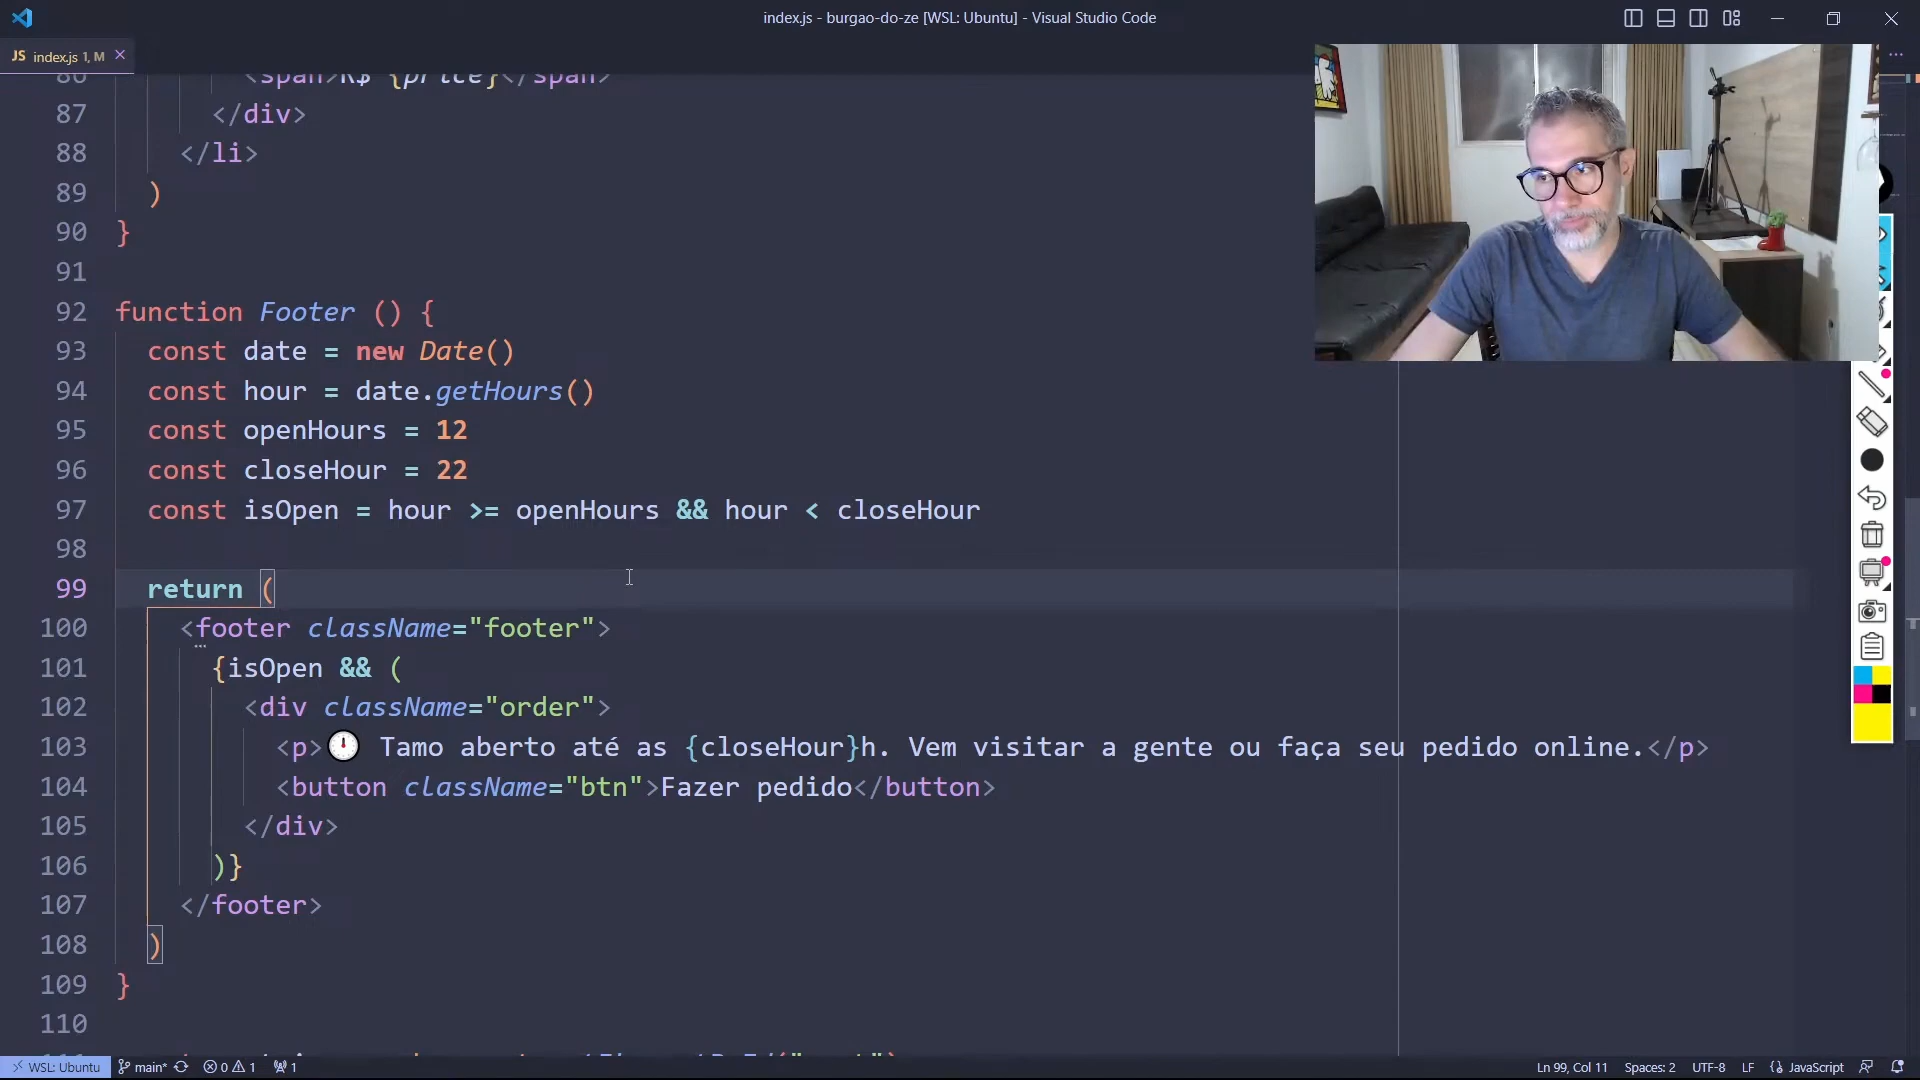 index.js - burgao-do-ze [WSL: Ubuntu] - Visual Studio Code
JS index.js 1, M
86 <span>R$ {price}</span>
87 </div>
88 </li>
89 )
90 }
91
92 function Footer () {
93 const date = new Date()
94 const hour = date.getHours()
95 const openHours = 12
96 const closeHour = 22
97 const isOpen = hour >= openHours && hour < closeHour
98
99 return (
100 <footer className="footer">
101 {isOpen && (
102 <div className="order">
103 <p>🕛 Tamo aberto até as {closeHour}h. Vem visitar a gente ou faça seu pedido online.</p>
104 <button className="btn">Fazer pedido</button>
105 </div>
106 )}
107 </footer>
108 )
109 }
110
WSL: Ubuntu main* 0 1 1 Ln 99, Col 11 Spaces: 2 UTF-8 LF {} JavaScript